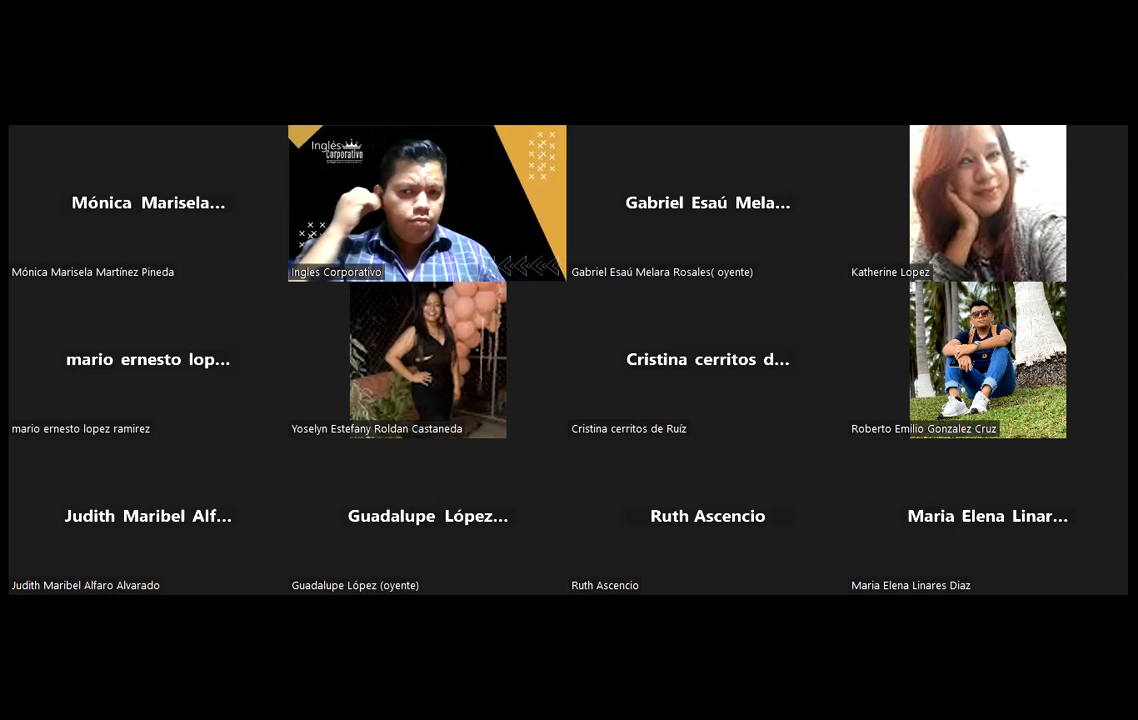 Mónica Marisela...
Mónica Marisela Martínez Pineda
Inglés
Corporativo
Ingles Corporativo
Gabriel Esaú Mela...
Gabriel Esaú Melara Rosales( oyente)
Katherine Lopez
mario ernesto lop...
mario ernesto lopez ramirez
Yoselyn Estefany Roldan Castaneda
Cristina cerritos d...
Cristina cerritos de Ruíz
Roberto Emilio Gonzalez Cruz
Judith Maribel Alf...
Judith Maribel Alfaro Alvarado
Guadalupe López...
Guadalupe López (oyente)
Ruth Ascencio
Ruth Ascencio
Maria Elena Linar...
Maria Elena Linares Diaz